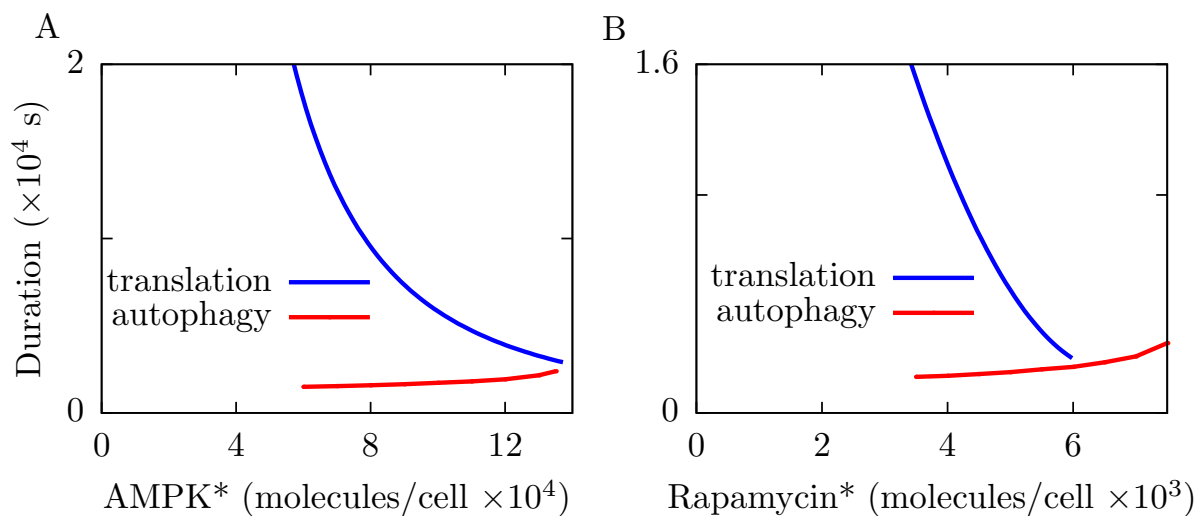 A
B
2
0
Duration (×10⁴ s)
translation
autophagy
0 4 8 12
AMPK* (molecules/cell ×10⁴)
1.6
0
translation
autophagy
0 2 4 6
Rapamycin* (molecules/cell ×10³)